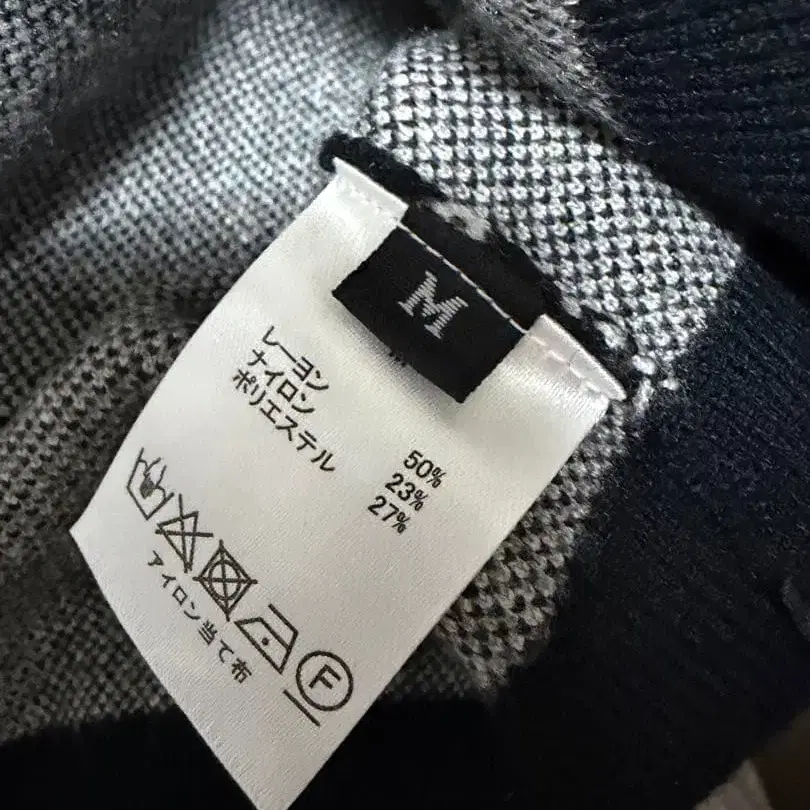 M
レーヨン 50%
ナイロン 23%
ポリエステル 27%
F
アイロン当て布